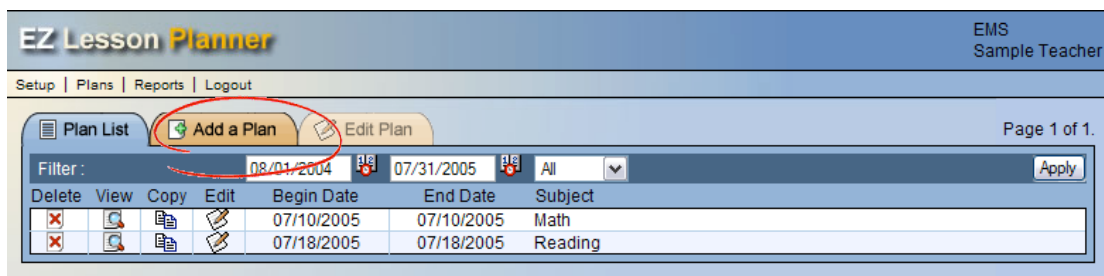 EZ Lesson Planner
EMS
Sample Teacher
Setup | Plans | Reports | Logout
Plan List Add a Plan Edit Plan Page 1 of 1.
Filter : 08/01/2004 07/31/2005 All Apply
Delete View Copy Edit Begin Date End Date Subject
07/10/2005 07/10/2005 Math
07/18/2005 07/18/2005 Reading